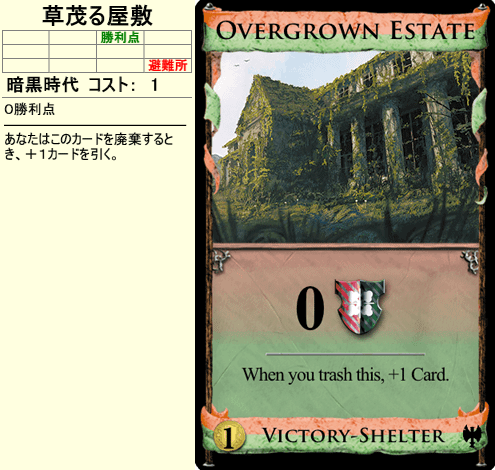 草茂る屋敷
勝利点
避難所
暗黒時代 コスト： 1
0勝利点
あなたはこのカードを廃棄すると
き、＋1カードを引く。
OVERGROWN ESTATE
0
When you trash this, +1 Card.
1 VICTORY-SHELTER